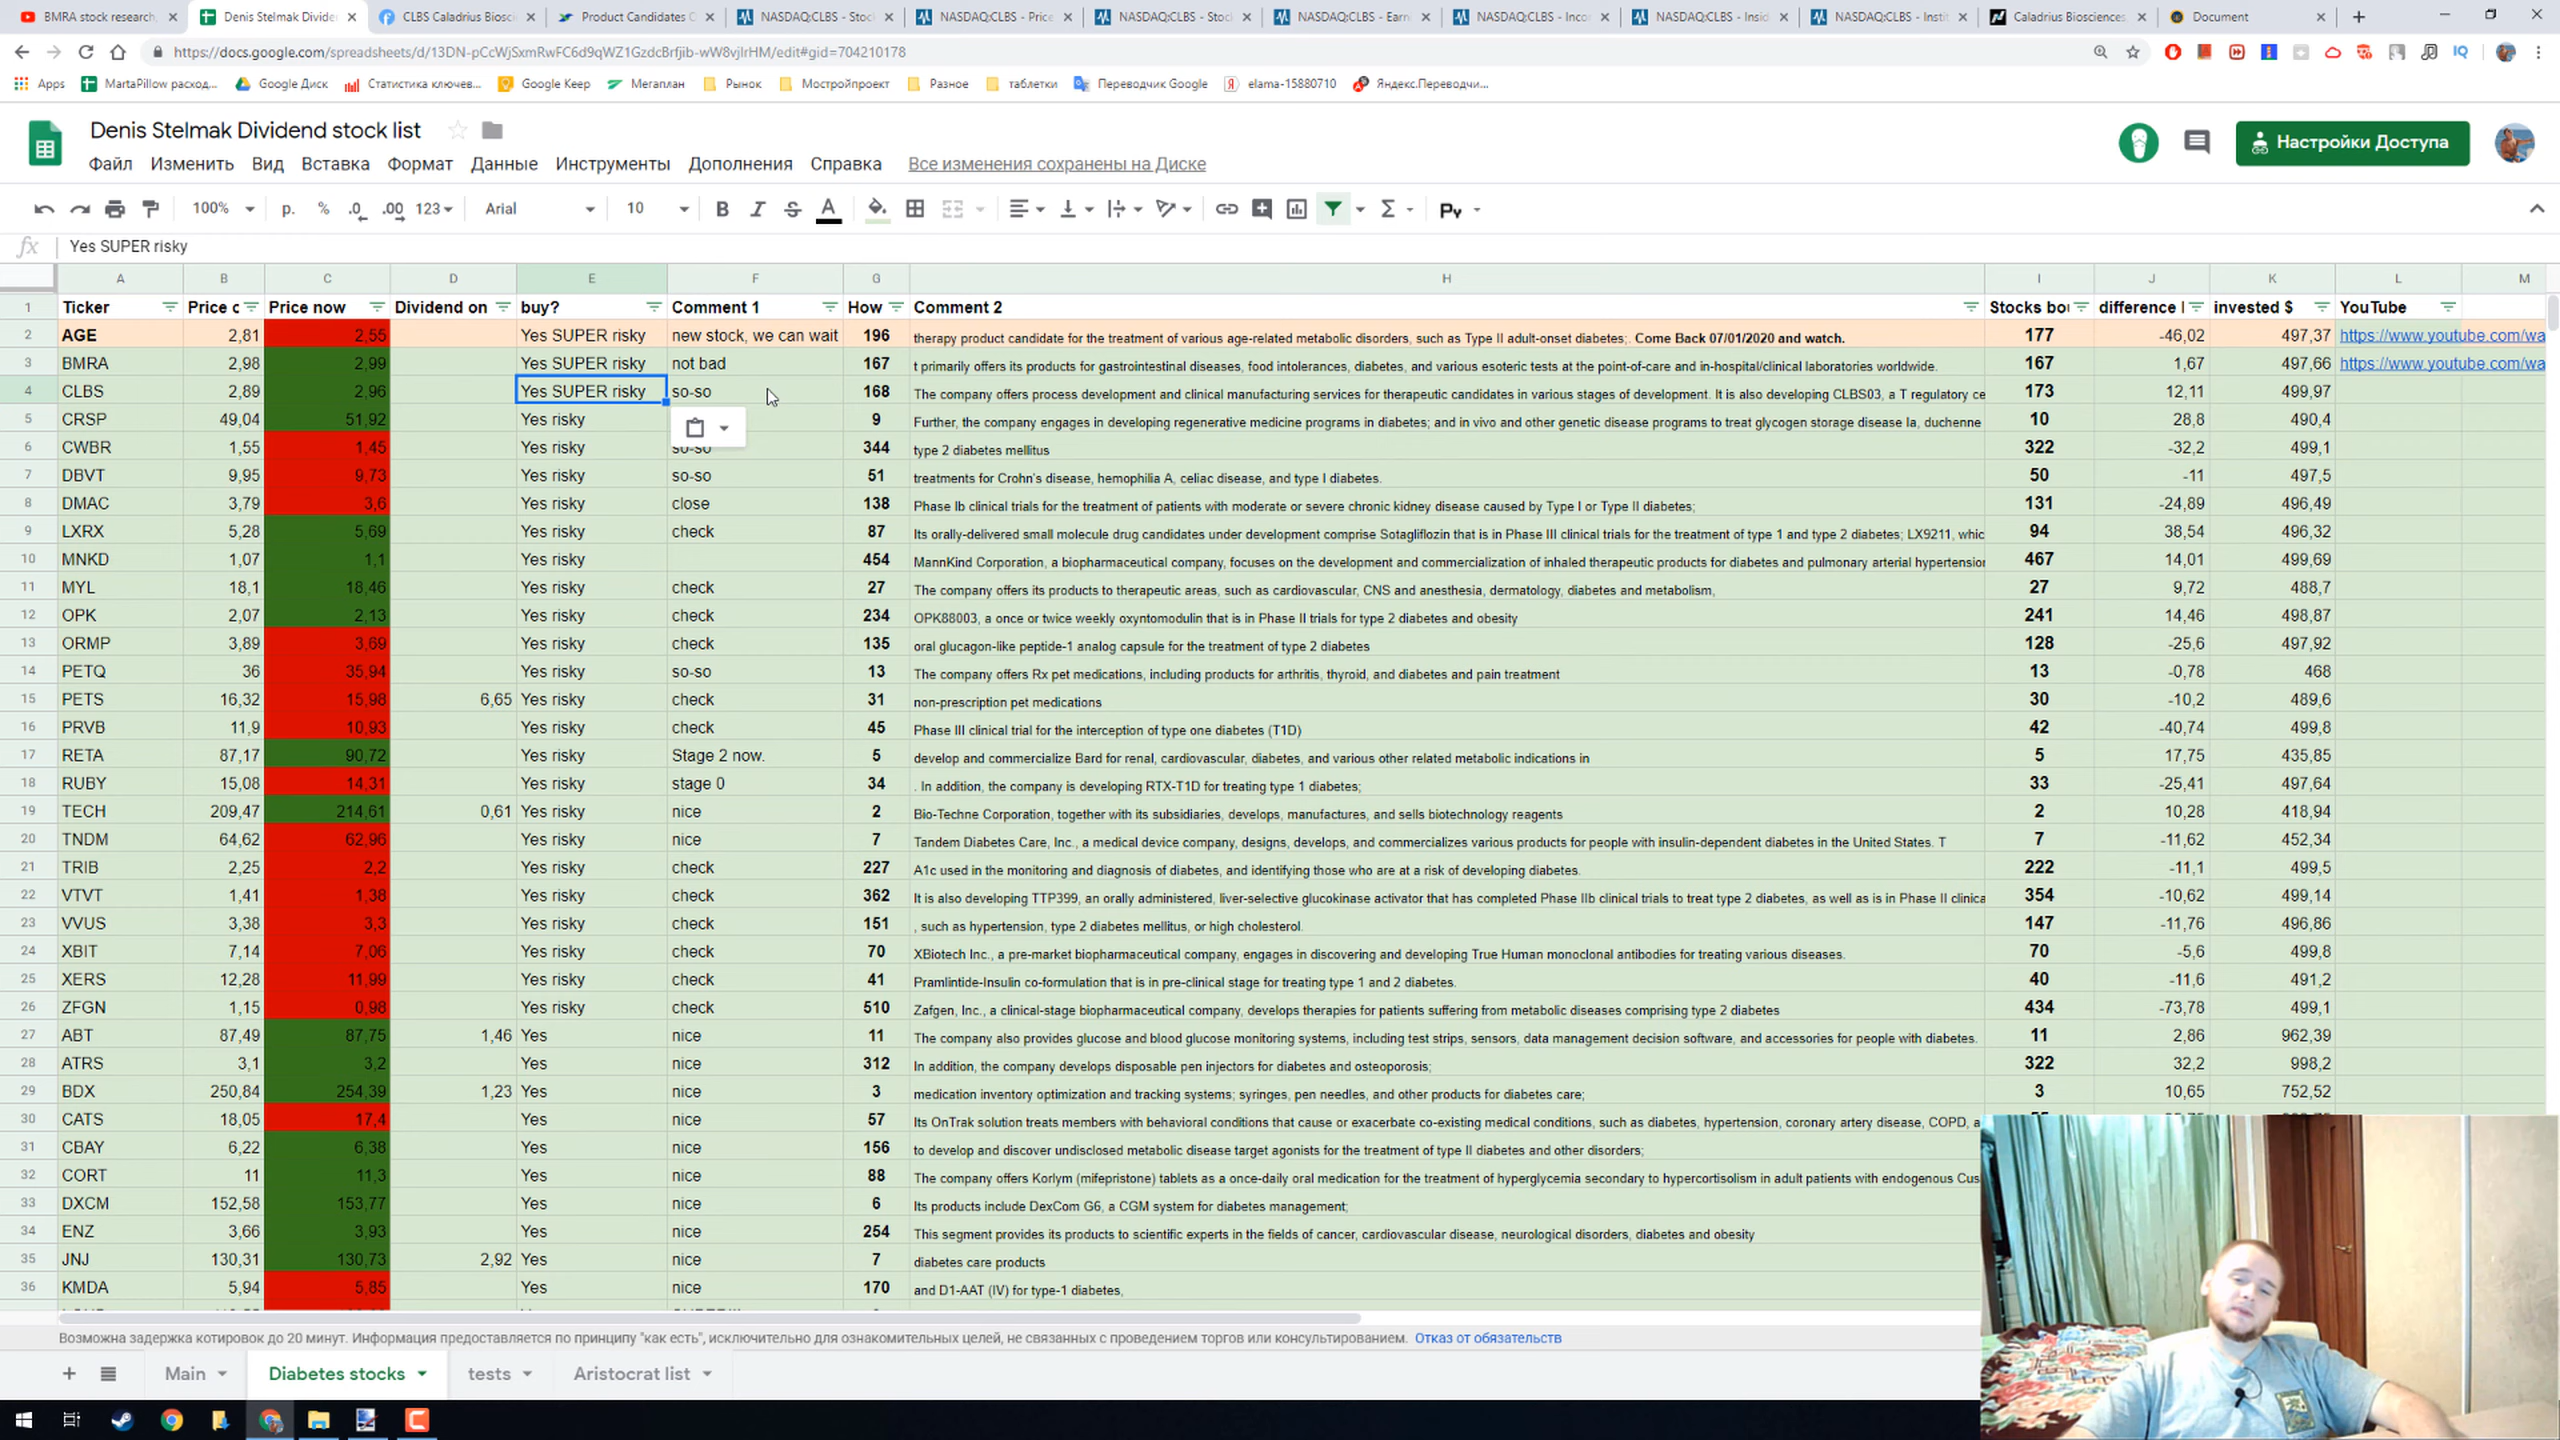 BMRA stock research,
Denis Stelmak Divider
CLBS Caladrius Biosci
Product Candidates C
NASDAQ:CLBS - Stoc
NASDAQ:CLBS - Price
NASDAQ:CLBS - Stoc
NASDAQ:CLBS - Earn
NASDAQ:CLBS - Inco
NASDAQ:CLBS - Insid
NASDAQ:CLBS - Instit
Caladrius Biosciences
Document
https://docs.google.com/spreadsheets/d/13DN-pCcWjSxmRwFC6d9qWZ1GzdcBrfjib-wW8vjlrHM/edit#gid=704210178
Apps MartaPillow расход... Google Диск Статистика ключев... Google Keep Мегаплан Рынок Мостройпроект Разное таблетки Переводчик Google elama-15880710 Яндекс.Переводчи...
Denis Stelmak Dividend stock list
Файл Изменить Вид Вставка Формат Данные Инструменты Дополнения Справка Все изменения сохранены на Диске
Настройки Доступа
100% р. % .0 .00 123 Arial 10 B I S A Σ Py
fx Yes SUPER risky
A B C D E F G H I J K L M
1 Ticker Price c Price now Dividend on buy? Comment 1 How Comment 2 Stocks bo difference invested $ YouTube
2 AGE 2,81 2,55 Yes SUPER risky new stock, we can wait 196 therapy product candidate for the treatment of various age-related metabolic disorders, such as Type II adult-onset diabetes;. Come Back 07/01/2020 and watch. 177 -46,02 497,37 https://www.youtube.com/wa
3 BMRA 2,98 2,99 Yes SUPER risky not bad 167 t primarily offers its products for gastrointestinal diseases, food intolerances, diabetes, and various esoteric tests at the point-of-care and in-hospital/clinical laboratories worldwide. 167 1,67 497,66 https://www.youtube.com/wa
4 CLBS 2,89 2,96 Yes SUPER risky so-so 168 The company offers process development and clinical manufacturing services for therapeutic candidates in various stages of development. It is also developing CLBS03, a T regulatory ce 173 12,11 499,97
5 CRSP 49,04 51,92 Yes risky 9 Further, the company engages in developing regenerative medicine programs in diabetes; and in vivo and other genetic disease programs to treat glycogen storage disease Ia, duchenne 10 28,8 490,4
6 CWBR 1,55 1,45 Yes risky so-so 344 type 2 diabetes mellitus 322 -32,2 499,1
7 DBVT 9,95 9,73 Yes risky so-so 51 treatments for Crohn's disease, hemophilia A, celiac disease, and type I diabetes. 50 -11 497,5
8 DMAC 3,79 3,6 Yes risky close 138 Phase Ib clinical trials for the treatment of patients with moderate or severe chronic kidney disease caused by Type I or Type II diabetes; 131 -24,89 496,49
9 LXRX 5,28 5,69 Yes risky check 87 Its orally-delivered small molecule drug candidates under development comprise Sotagliflozin that is in Phase III clinical trials for the treatment of type 1 and type 2 diabetes; LX9211, whic 94 38,54 496,32
10 MNKD 1,07 1,1 Yes risky 454 MannKind Corporation, a biopharmaceutical company, focuses on the development and commercialization of inhaled therapeutic products for diabetes and pulmonary arterial hypertension 467 14,01 499,69
11 MYL 18,1 18,46 Yes risky check 27 The company offers its products to therapeutic areas, such as cardiovascular, CNS and anesthesia, dermatology, diabetes and metabolism, 27 9,72 488,7
12 OPK 2,07 2,13 Yes risky check 234 OPK88003, a once or twice weekly oxyntomodulin that is in Phase II trials for type 2 diabetes and obesity 241 14,46 498,87
13 ORMP 3,89 3,69 Yes risky check 135 oral glucagon-like peptide-1 analog capsule for the treatment of type 2 diabetes 128 -25,6 497,92
14 PETQ 36 35,94 Yes risky so-so 13 The company offers Rx pet medications, including products for arthritis, thyroid, and diabetes and pain treatment 13 -0,78 468
15 PETS 16,32 15,98 6,65 Yes risky check 31 non-prescription pet medications 30 -10,2 489,6
16 PRVB 11,9 10,93 Yes risky check 45 Phase III clinical trial for the interception of type one diabetes (T1D) 42 -40,74 499,8
17 RETA 87,17 90,72 Yes risky Stage 2 now. 5 develop and commercialize Bard for renal, cardiovascular, diabetes, and various other related metabolic indications in 5 17,75 435,85
18 RUBY 15,08 14,31 Yes risky stage 0 34 . In addition, the company is developing RTX-T1D for treating type 1 diabetes; 33 -25,41 497,64
19 TECH 209,47 214,61 0,61 Yes risky nice 2 Bio-Techne Corporation, together with its subsidiaries, develops, manufactures, and sells biotechnology reagents 2 10,28 418,94
20 TNDM 64,62 62,96 Yes risky nice 7 Tandem Diabetes Care, Inc., a medical device company, designs, develops, and commercializes various products for people with insulin-dependent diabetes in the United States. T 7 -11,62 452,34
21 TRIB 2,25 2,2 Yes risky check 227 A1c used in the monitoring and diagnosis of diabetes, and identifying those who are at a risk of developing diabetes. 222 -11,1 499,5
22 VTVT 1,41 1,38 Yes risky check 362 It is also developing TTP399, an orally administered, liver-selective glucokinase activator that has completed Phase IIb clinical trials to treat type 2 diabetes, as well as is in Phase II clinica 354 -10,62 499,14
23 VVUS 3,38 3,3 Yes risky check 151 , such as hypertension, type 2 diabetes mellitus, or high cholesterol. 147 -11,76 496,86
24 XBIT 7,14 7,06 Yes risky check 70 XBiotech Inc., a pre-market biopharmaceutical company, engages in discovering and developing True Human monoclonal antibodies for treating various diseases. 70 -5,6 499,8
25 XERS 12,28 11,99 Yes risky check 41 Pramlintide-Insulin co-formulation that is in pre-clinical stage for treating type 1 and 2 diabetes. 40 -11,6 491,2
26 ZFGN 1,15 0,98 Yes risky check 510 Zafgen, Inc., a clinical-stage biopharmaceutical company, develops therapies for patients suffering from metabolic diseases comprising type 2 diabetes 434 -73,78 499,1
27 ABT 87,49 87,75 1,46 Yes nice 11 The company also provides glucose and blood glucose monitoring systems, including test strips, sensors, data management decision software, and accessories for people with diabetes. 11 2,86 962,39
28 ATRS 3,1 3,2 Yes nice 312 In addition, the company develops disposable pen injectors for diabetes and osteoporosis; 322 32,2 998,2
29 BDX 250,84 254,39 1,23 Yes nice 3 medication inventory optimization and tracking systems; syringes, pen needles, and other products for diabetes care; 3 10,65 752,52
30 CATS 18,05 17,4 Yes nice 57 Its OnTrak solution treats members with behavioral conditions that cause or exacerbate co-existing medical conditions, such as diabetes, hypertension, coronary artery disease, COPD, a
31 CBAY 6,22 6,38 Yes nice 156 to develop and discover undisclosed metabolic disease target agonists for the treatment of type II diabetes and other disorders;
32 CORT 11 11,3 Yes nice 88 The company offers Korlym (mifepristone) tablets as a once-daily oral medication for the treatment of hyperglycemia secondary to hypercortisolism in adult patients with endogenous Cus
33 DXCM 152,58 153,77 Yes nice 6 Its products include DexCom G6, a CGM system for diabetes management;
34 ENZ 3,66 3,93 Yes nice 254 This segment provides its products to scientific experts in the fields of cancer, cardiovascular disease, neurological disorders, diabetes and obesity
35 JNJ 130,31 130,73 2,92 Yes nice 7 diabetes care products
36 KMDA 5,94 5,85 Yes nice 170 and D1-AAT (IV) for type-1 diabetes,
Возможна задержка котировок до 20 минут. Информация предоставляется по принципу "как есть", исключительно для ознакомительных целей, не связанных с проведением торгов или консультированием. Отказ от обязательств
Main Diabetes stocks tests Aristocrat list